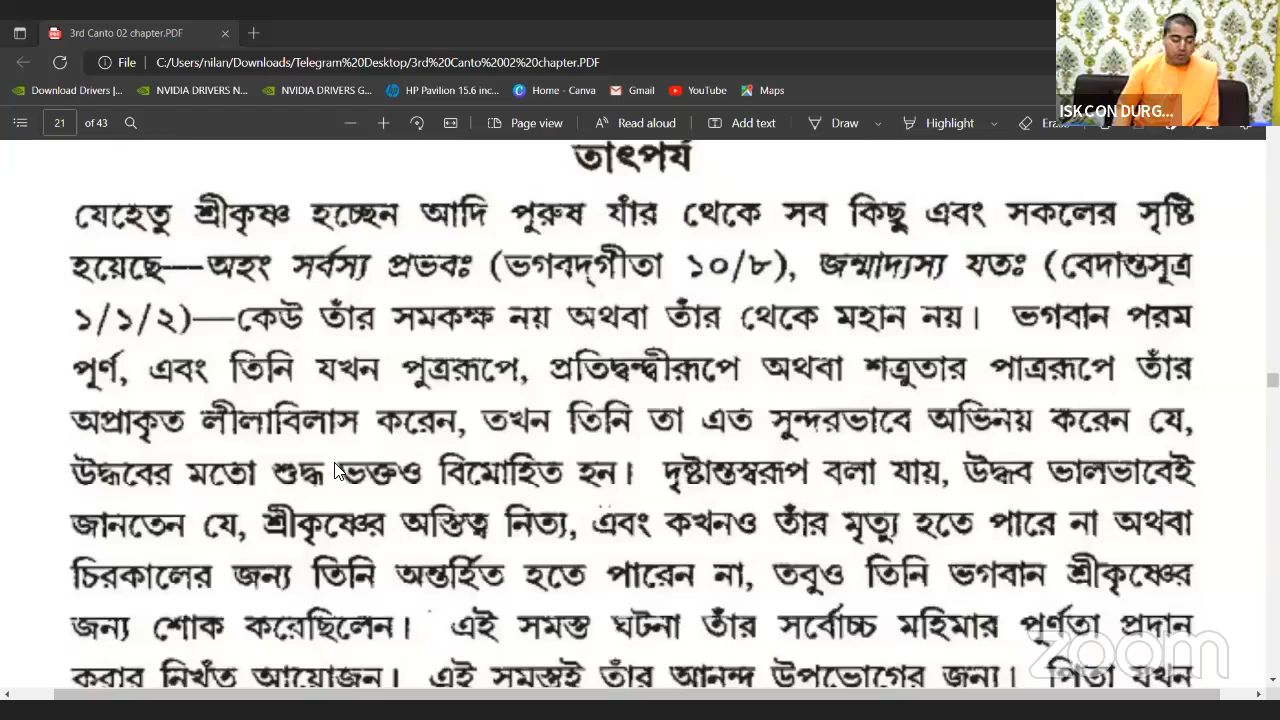 3rd Canto 02 chapter.PDF
File C:/Users/nilan/Downloads/Telegram%20Desktop/3rd%20Canto%2002%20chapter.PDF
Download Drivers |... NVIDIA DRIVERS N... NVIDIA DRIVERS G... HP Pavilion 15.6 inc... Home - Canva Gmail YouTube Maps
ISKCON DURG...
21 of 43 Page view Read aloud Add text Draw Highlight
তাৎপর্য
যেহেতু শ্রীকৃষ্ণ হচ্ছেন আদি পুরুষ যাঁর থেকে সব কিছু এবং সকলের সৃষ্টি
হয়েছে—অহং সর্বস্য প্রভবঃ (ভগবদ্গীতা ১০/৮), জন্মাদ্যস্য যতঃ (বেদান্তসূত্র
১/১/২)—কেউ তাঁর সমকক্ষ নয় অথবা তাঁর থেকে মহান নয়। ভগবান পরম
পূর্ণ, এবং তিনি যখন পুত্ররূপে, প্রতিদ্বন্দ্বীরূপে অথবা শত্রুতার পাত্ররূপে তাঁর
অপ্রাকৃত লীলাবিলাস করেন, তখন তিনি তা এত সুন্দরভাবে অভিনয় করেন যে,
উদ্ধবের মতো শুদ্ধ ভক্তও বিমোহিত হন। দৃষ্টান্তস্বরূপ বলা যায়, উদ্ধব ভালভাবেই
জানতেন যে, শ্রীকৃষ্ণের অস্তিত্ব নিত্য, এবং কখনও তাঁর মৃত্যু হতে পারে না অথবা
চিরকালের জন্য তিনি অন্তর্হিত হতে পারেন না, তবুও তিনি ভগবান শ্রীকৃষ্ণের
জন্য শোক করেছিলেন। এই সমস্ত ঘটনা তাঁর সর্বোচ্চ মহিমার পূর্ণতা প্রদান
করার নিখুঁত আয়োজন। এই সমস্তই তাঁর আনন্দ উপভোগের জন্য। পিতা যখন
zoom